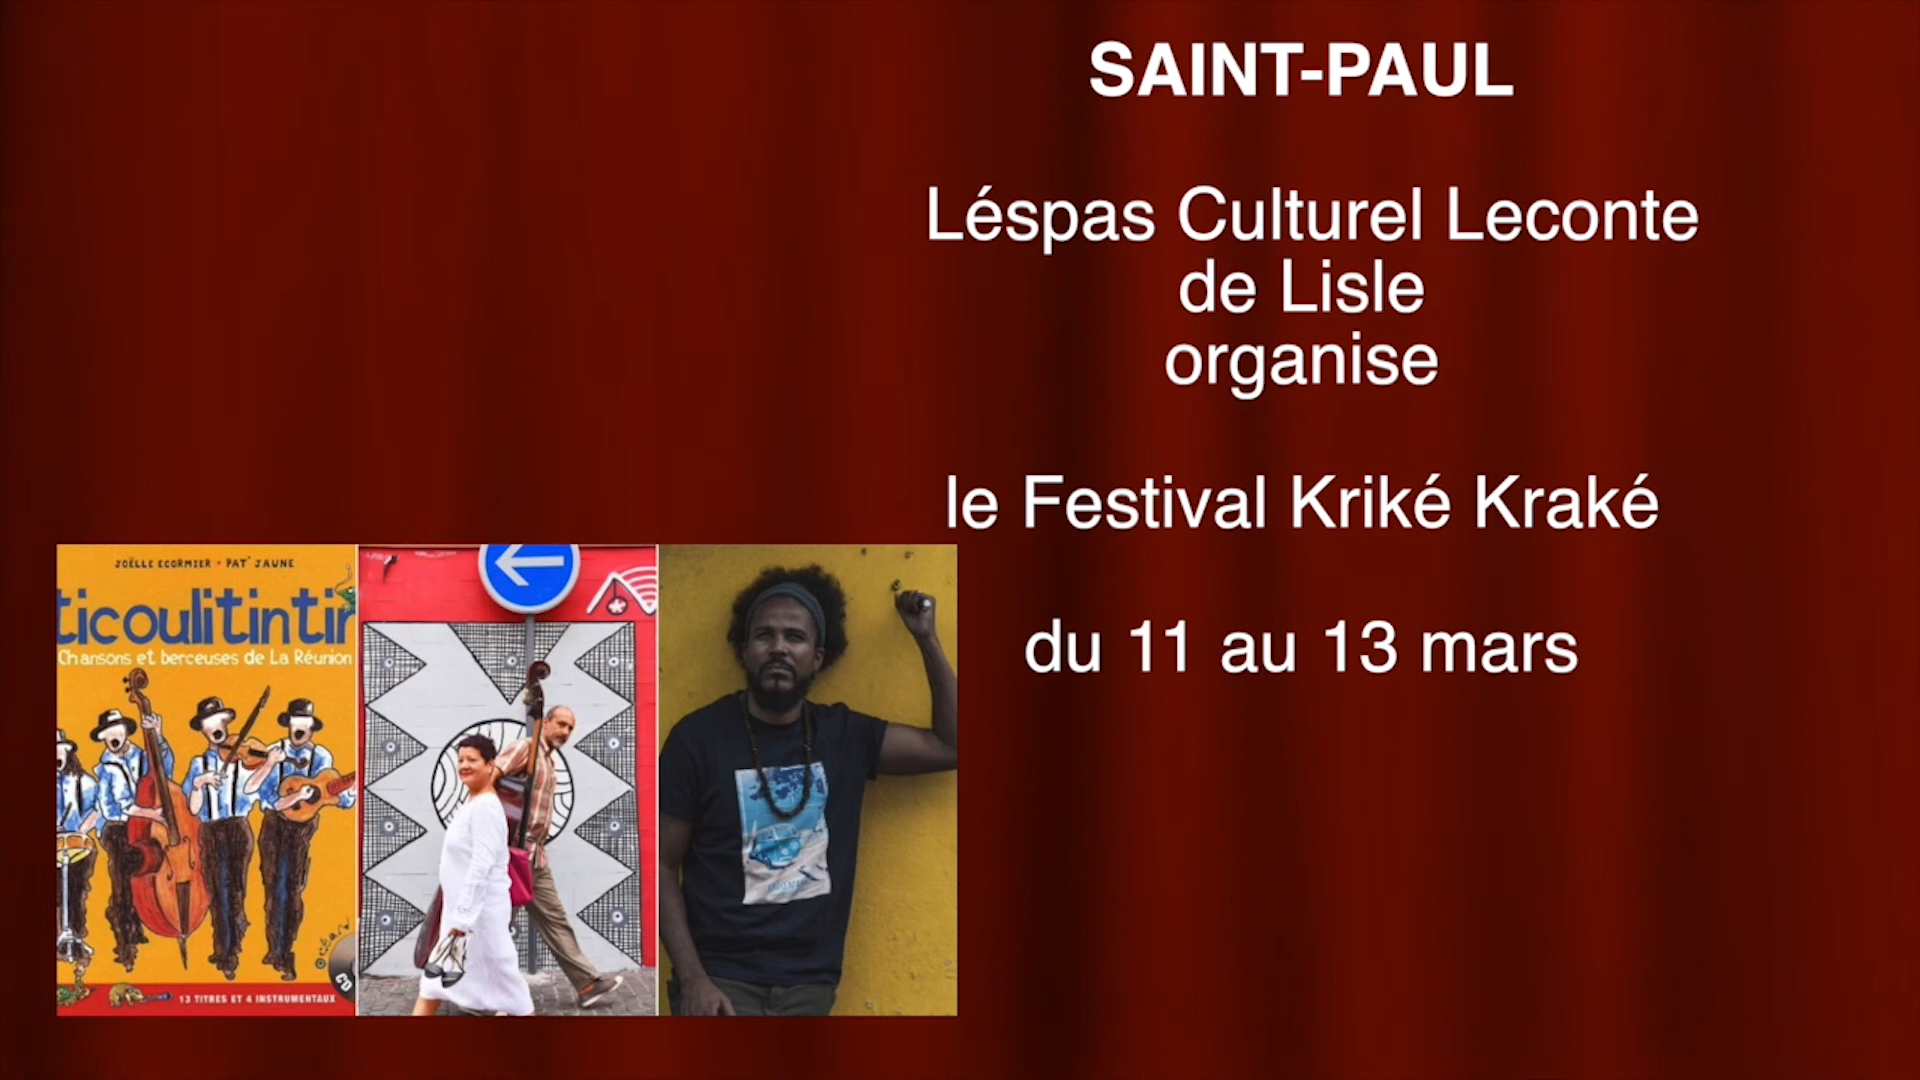 SAINT-PAUL
Léspas Culturel Leconte
de Lisle
organise
le Festival Kriké Kraké
du 11 au 13 mars
JOËLLE ECORMIER • PAT' JAUNE
ticoulitintin
Chansons et berceuses de La Réunion
CD
13 TITRES ET 4 INSTRUMENTAUX